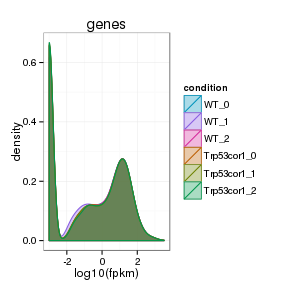 genes
density
0.6
0.4
0.2
0.0
-2
0
2
log10(fpkm)
condition
WT_0
WT_1
WT_2
Trp53cor1_0
Trp53cor1_1
Trp53cor1_2